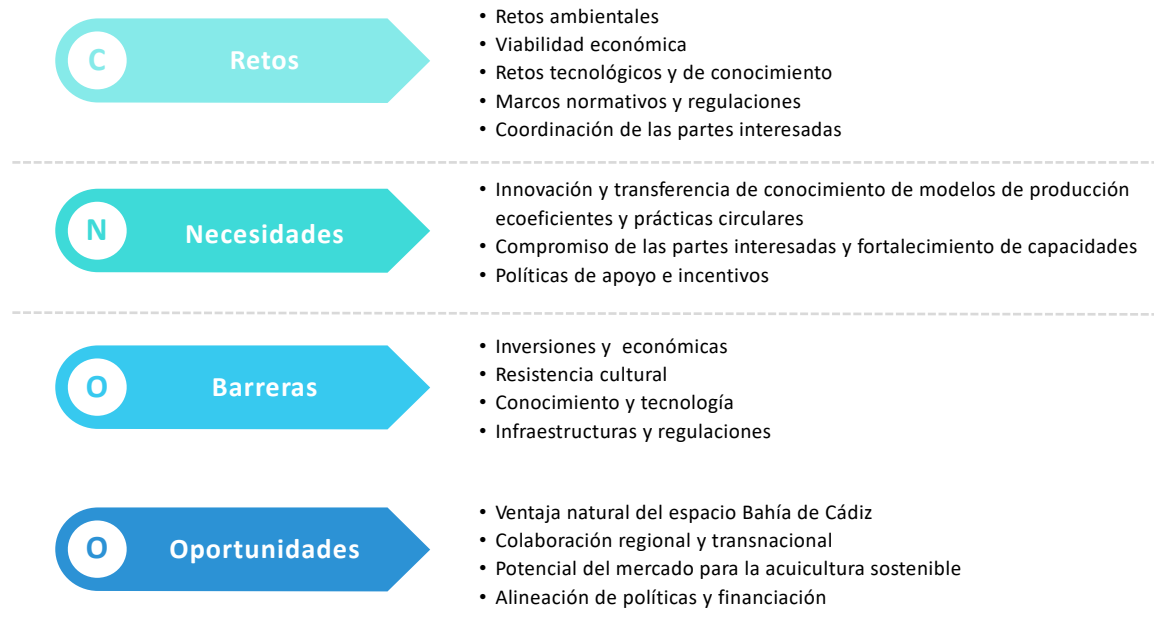 C
Retos
• Retos ambientales
• Viabilidad económica
• Retos tecnológicos y de conocimiento
• Marcos normativos y regulaciones
• Coordinación de las partes interesadas
N
Necesidades
• Innovación y transferencia de conocimiento de modelos de producción
ecoeficientes y prácticas circulares
• Compromiso de las partes interesadas y fortalecimiento de capacidades
• Políticas de apoyo e incentivos
O
Barreras
• Inversiones y  económicas
• Resistencia cultural
• Conocimiento y tecnología
• Infraestructuras y regulaciones
O
Oportunidades
• Ventaja natural del espacio Bahía de Cádiz
• Colaboración regional y transnacional
• Potencial del mercado para la acuicultura sostenible
• Alineación de políticas y financiación